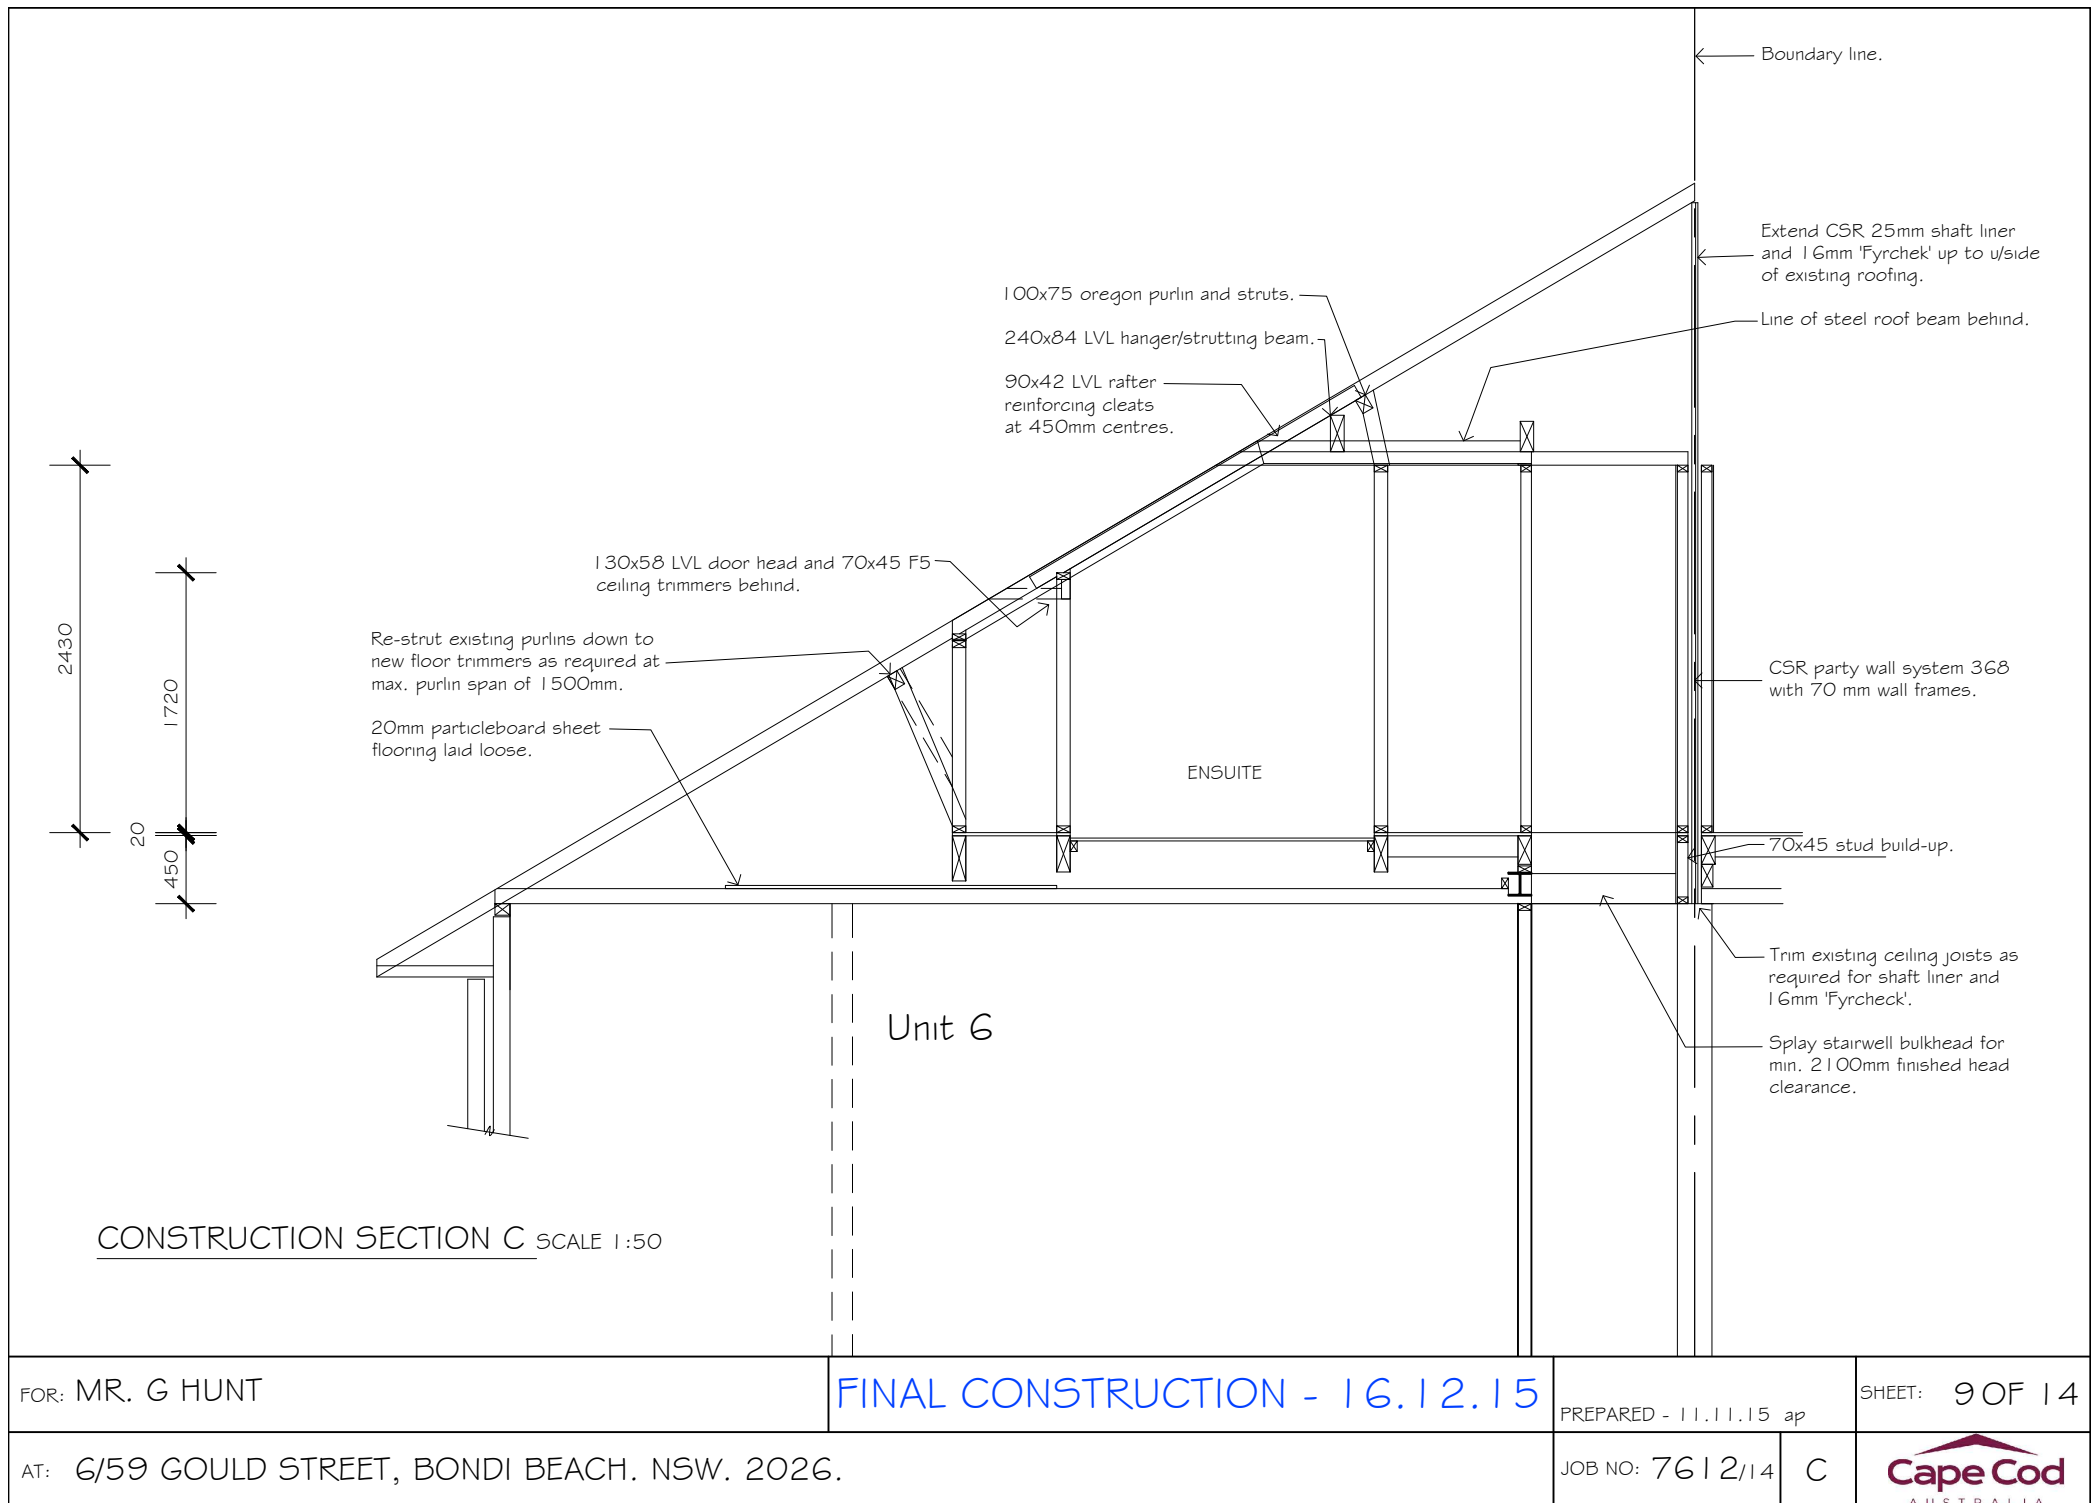 Boundary line.
Extend CSR 25mm shaft liner
and 16mm 'Fyrchek' up to u/side
of existing roofing.
100x75 oregon purlin and struts.
Line of steel roof beam behind.
240x84 LVL hanger/strutting beam.
90x42 LVL rafter
reinforcing cleats
at 450mm centres.
130x58 LVL door head and 70x45 F5
ceiling trimmers behind.
Re-strut existing purlins down to
new floor trimmers as required at
max. purlin span of 1500mm.
20mm particleboard sheet
flooring laid loose.
2430
1720
20
450
CSR party wall system 368
with 70 mm wall frames.
ENSUITE
70x45 stud build-up.
Trim existing ceiling joists as
required for shaft liner and
16mm 'Fyrcheck'.
Unit 6
Splay stairwell bulkhead for
min. 2100mm finished head
clearance.
CONSTRUCTION SECTION C SCALE 1:50
FOR: MR. G HUNT
FINAL CONSTRUCTION - 16.12.15
PREPARED - 11.11.15 ap
SHEET: 9 OF 14
AT: 6/59 GOULD STREET, BONDI BEACH. NSW. 2026.
JOB NO: 7612/14
C
Cape Cod
AUSTRALIA